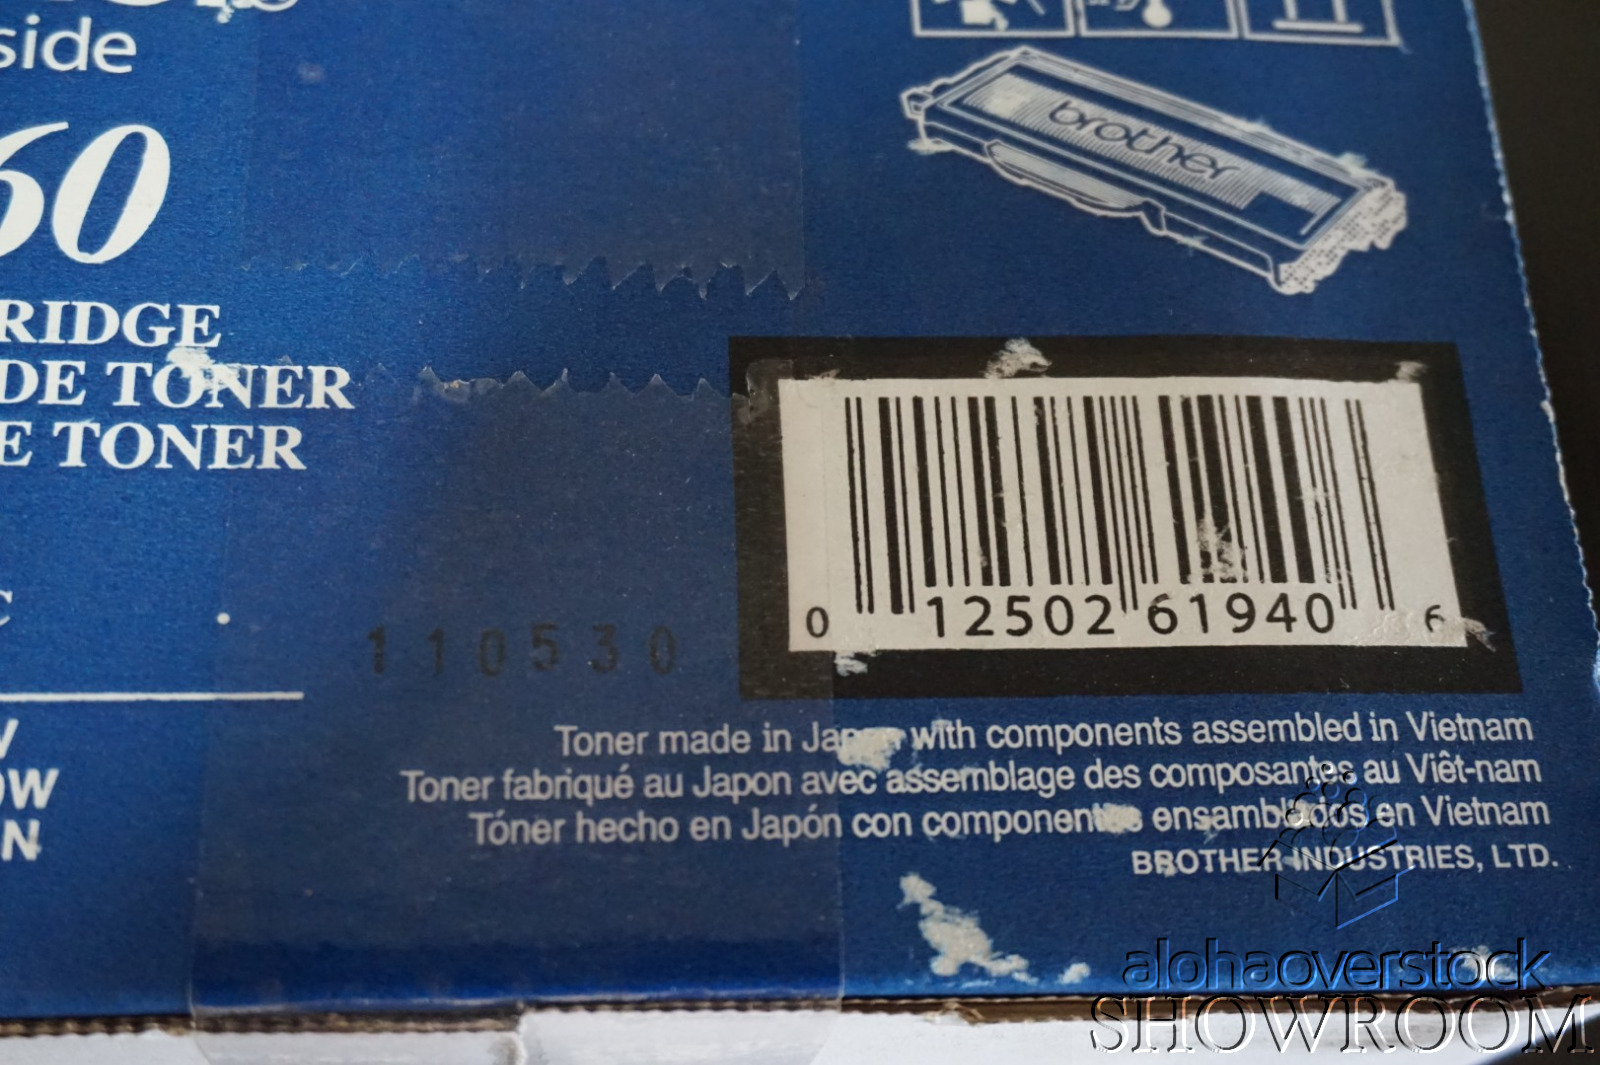 side
60
RIDGE
DE TONER
E TONER
brother
0 12502 61940 6
110530
OW
N
Toner made in Japan with components assembled in Vietnam
Toner fabriqué au Japon avec assemblage des composantes au Viêt-nam
Tóner hecho en Japón con componentes ensamblados en Vietnam
BROTHER INDUSTRIES, LTD.
alohaoverstock
SHOWROOM